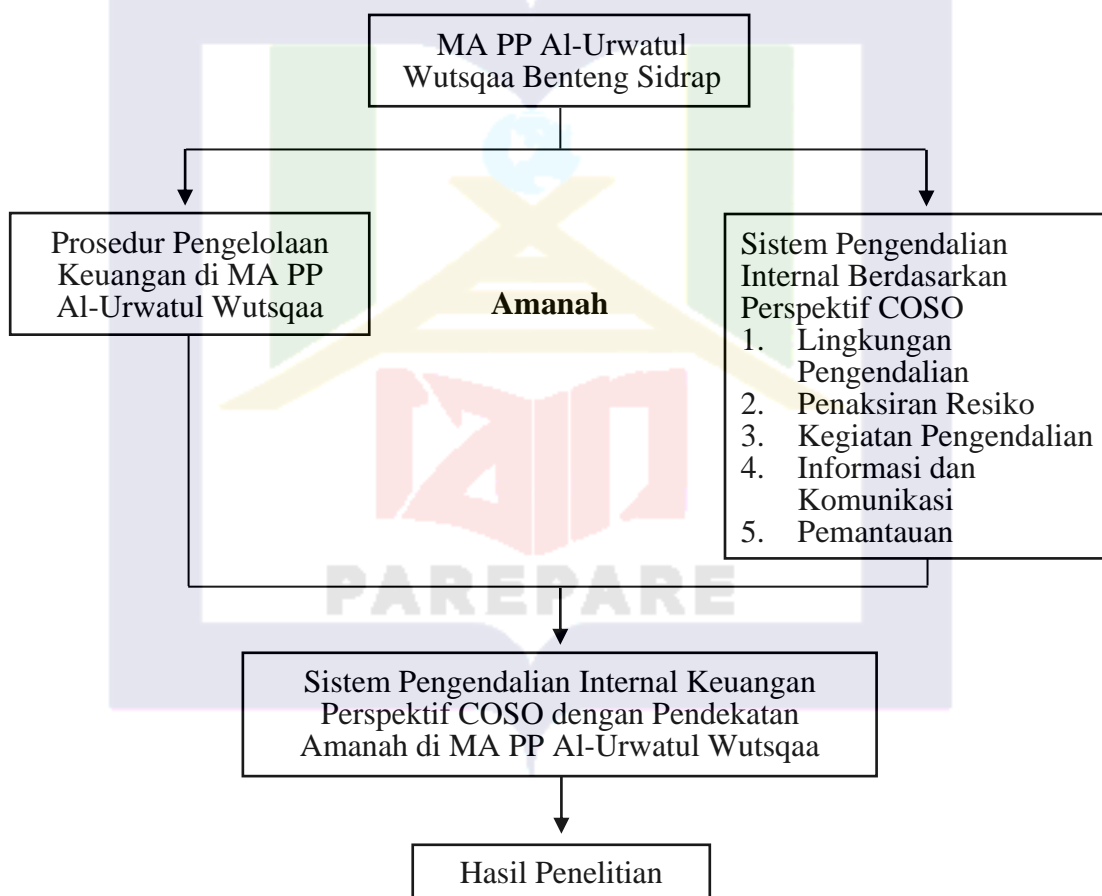 MA PP Al-Urwatul
Wutsqaa Benteng Sidrap
Prosedur Pengelolaan
Keuangan di MA PP
Al-Urwatul Wutsqaa
Amanah
Sistem Pengendalian
Internal Berdasarkan
Perspektif COSO
1. Lingkungan
Pengendalian
2. Penaksiran Resiko
3. Kegiatan Pengendalian
4. Informasi dan
Komunikasi
5. Pemantauan
PAREPARE
Sistem Pengendalian Internal Keuangan
Perspektif COSO dengan Pendekatan
Amanah di MA PP Al-Urwatul Wutsqaa
Hasil Penelitian